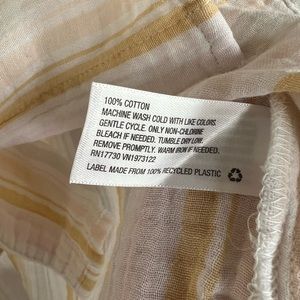 100% COTTON
MACHINE WASH COLD WITH LIKE COLORS
GENTLE CYCLE. ONLY NON-CHLORINE
BLEACH IF NEEDED. TUMBLE DRY LOW.
REMOVE PROMPTLY. WARM IRON IF NEEDED.
RN17730 VN1973122
LABEL MADE FROM 100% RECYCLED PLASTIC